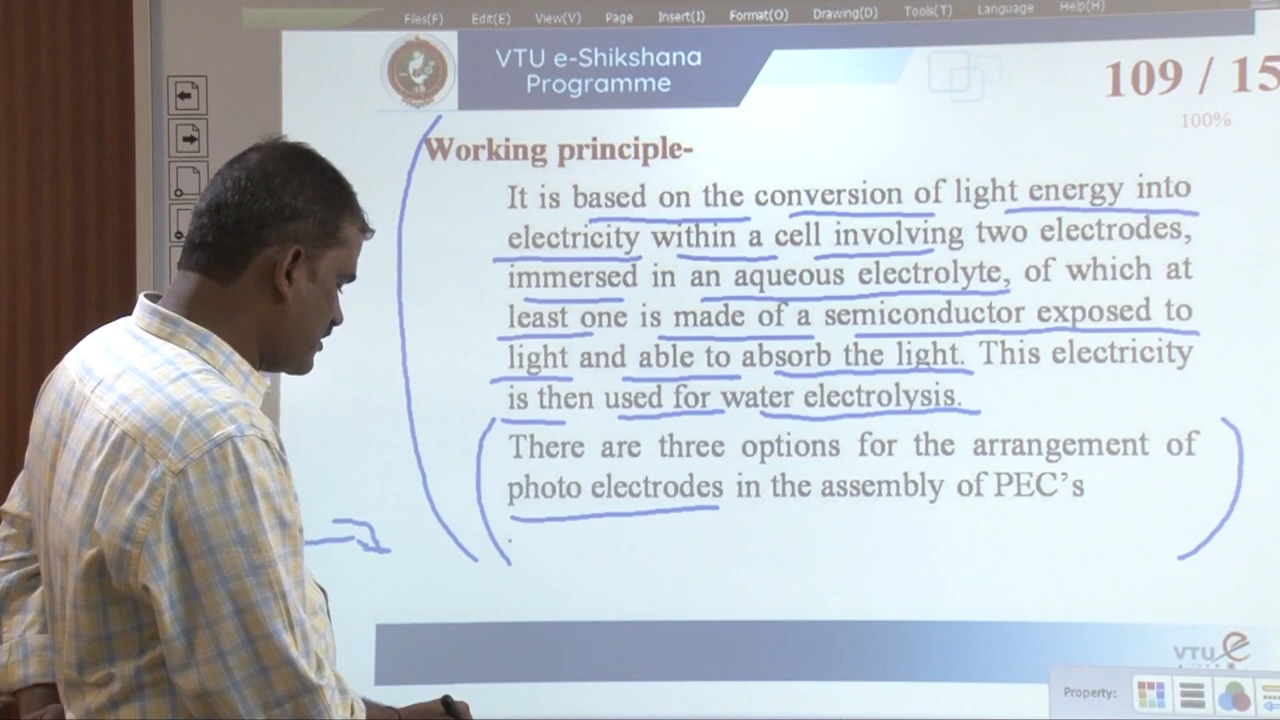 Files(F) Edit(E) View(V) Page Insert(I) Format(O) Drawing(D) Tools(T) Language Help(H)
VTU e-Shikshana
Programme
109 / 15
100%
Working principle-
It is based on the conversion of light energy into
electricity within a cell involving two electrodes,
immersed in an aqueous electrolyte, of which at
least one is made of a semiconductor exposed to
light and able to absorb the light. This electricity
is then used for water electrolysis.
There are three options for the arrangement of
photo electrodes in the assembly of PEC's
.
VTU e
Property: